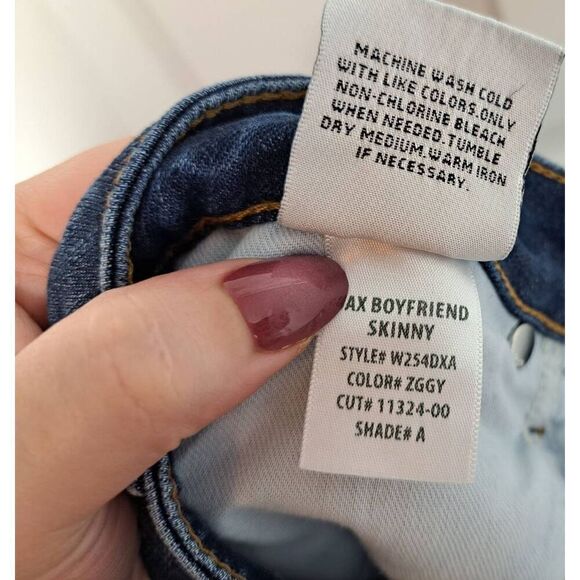 MACHINE WASH COLD
WITH LIKE COLORS.ONLY
NON-CHLORINE BLEACH
WHEN NEEDED.TUMBLE
DRY MEDIUM.WARM IRON
IF NECESSARY.
BOYFRIEND
SKINNY
STYLE# W254DXA
COLOR# ZGGY
CUT# 11324-00
SHADE# A